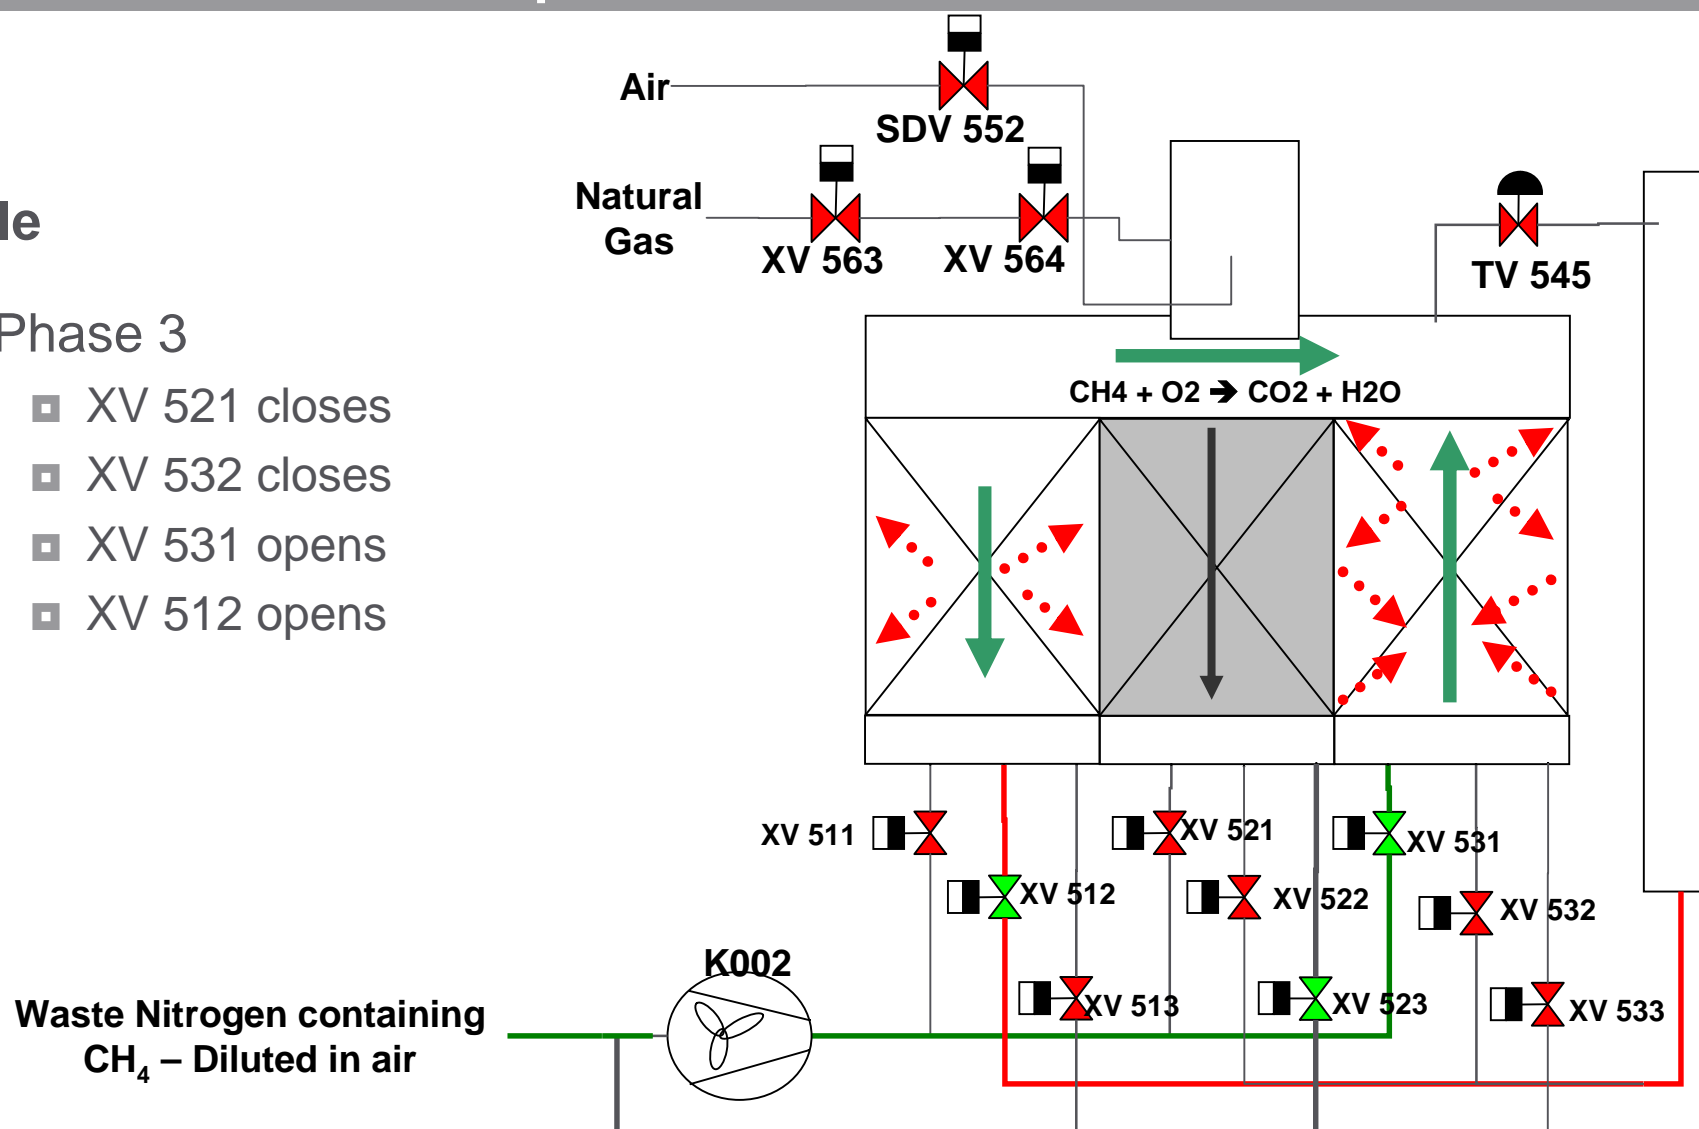 Air
SDV 552
Natural
Gas
XV 563
XV 564
TV 545
le
Phase 3
XV 521 closes
XV 532 closes
XV 531 opens
XV 512 opens
CH4 + O2 ➔ CO2 + H2O
XV 511
XV 521
XV 531
XV 512
XV 522
XV 532
K002
XV 513
XV 523
XV 533
Waste Nitrogen containing
CH₄ – Diluted in air